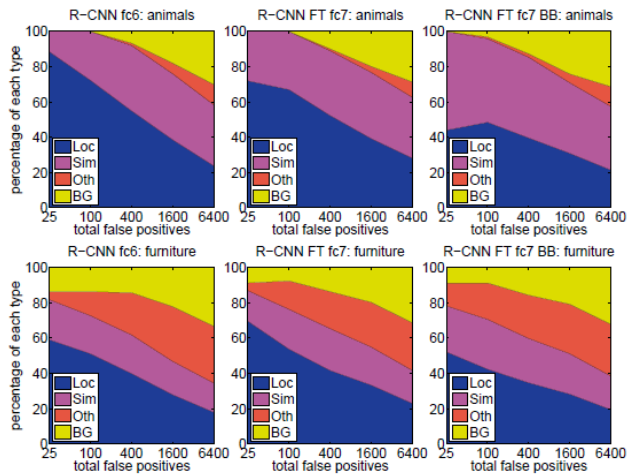 R-CNN fc6: animals
R-CNN FT fc7: animals
R-CNN FT fc7 BB: animals
percentage of each type
100
80
60
40
20
0
Loc
Sim
Oth
BG
25 100 400 1600 6400
total false positives
100
80
60
40
20
0
Loc
Sim
Oth
BG
25 100 400 1600 6400
total false positives
100
80
60
40
20
0
Loc
Sim
Oth
BG
25 100 400 1600 6400
total false positives
R-CNN fc6: furniture
R-CNN FT fc7: furniture
R-CNN FT fc7 BB: furniture
percentage of each type
100
80
60
40
20
0
Loc
Sim
Oth
BG
25 100 400 1600 6400
total false positives
100
80
60
40
20
0
Loc
Sim
Oth
BG
25 100 400 1600 6400
total false positives
100
80
60
40
20
0
Loc
Sim
Oth
BG
25 100 400 1600 6400
total false positives